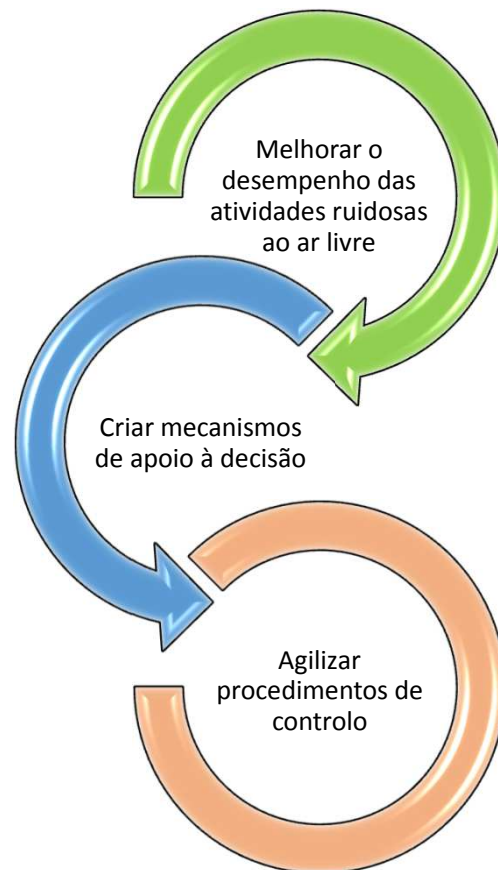 Melhorar o
desempenho das
atividades ruidosas
ao ar livre
Criar mecanismos
de apoio à decisão
Agilizar
procedimentos de
controlo